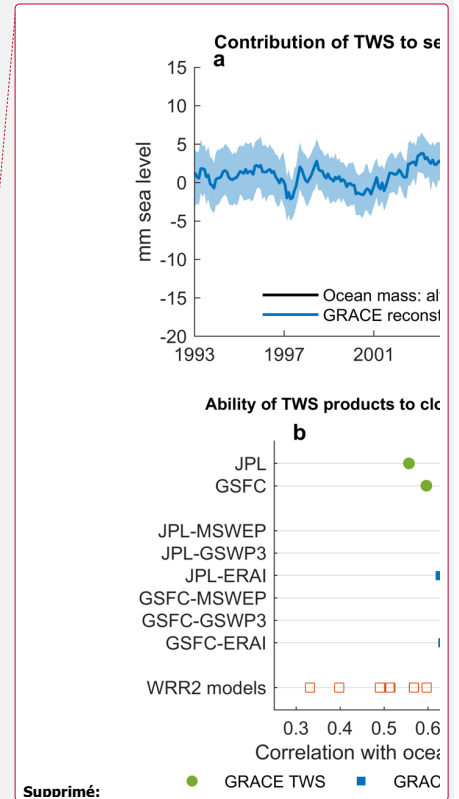 Contribution of TWS to se
a
15
10
5
0
-5
-10
-15
-20
mm sea level
Ocean mass: al
GRACE reconst
1993 1997 2001
Ability of TWS products to clo
b
JPL
GSFC
JPL-MSWEP
JPL-GSWP3
JPL-ERAI
GSFC-MSWEP
GSFC-GSWP3
GSFC-ERAI
WRR2 models
0.3 0.4 0.5 0.6
Correlation with ocea
GRACE TWS GRAC
Supprimé: